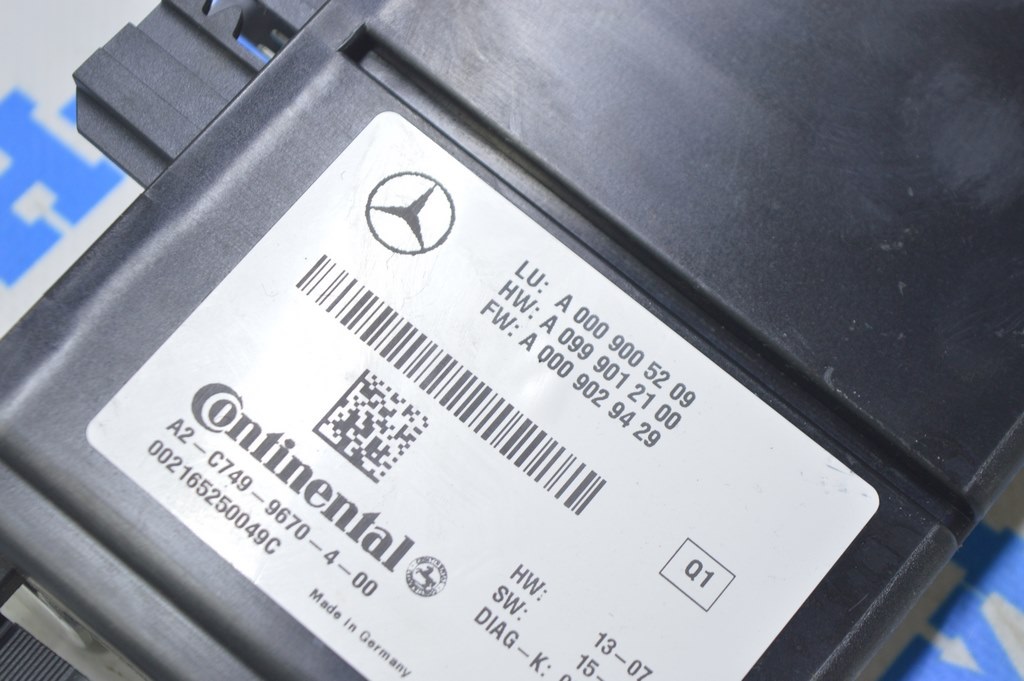 LU: A 000 900 52 09
HW: A 099 901 21 00
FW: A 000 902 94 29
Continental
A2-C749-9670-4-00
002165250049C
Made in Germany
Q1
HW: 13-07
SW: 15-
DIAG-K: